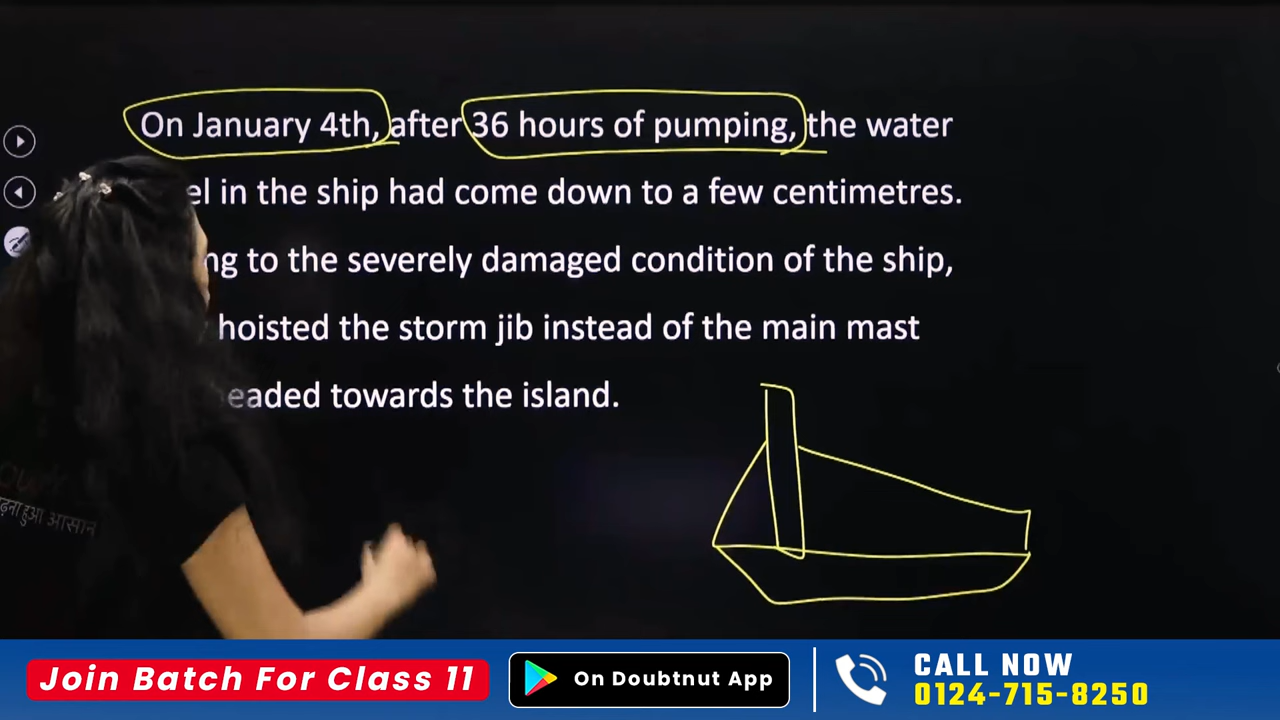 On January 4th, after 36 hours of pumping, the water
el in the ship had come down to a few centimetres.
ng to the severely damaged condition of the ship,
hoisted the storm jib instead of the main mast
eaded towards the island.
ढ़ना हुआ आसान
Join Batch For Class 11
On Doubtnut App
CALL NOW
0124-715-8250